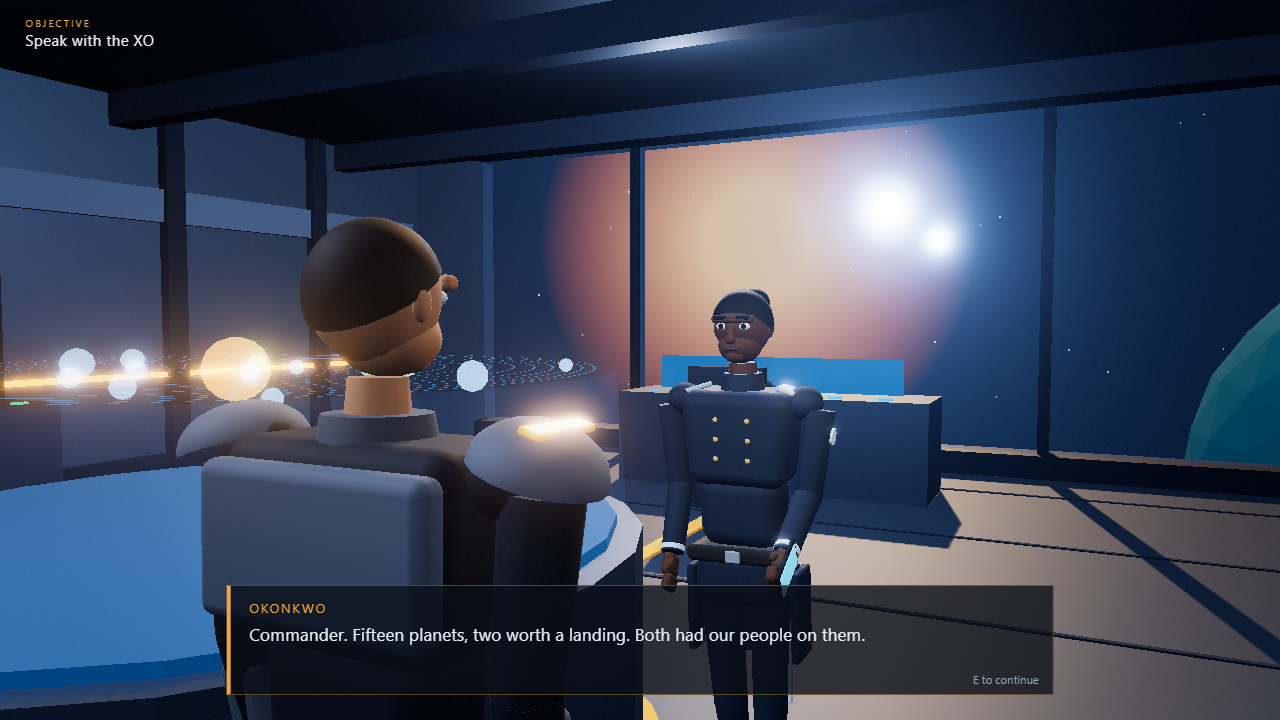 OBJECTIVE
Speak with the XO
OKONKWO
Commander. Fifteen planets, two worth a landing. Both had our people on them.
E to continue